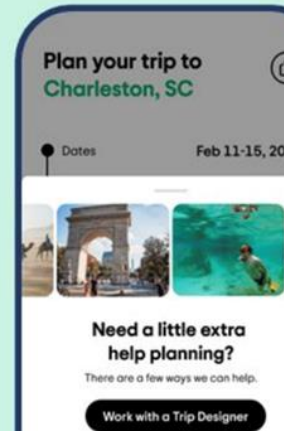 Plan your trip to
Charleston, SC
Dates
Feb 11-15, 20
Need a little extra
help planning?
There are a few ways we can help.
Work with a Trip Designer